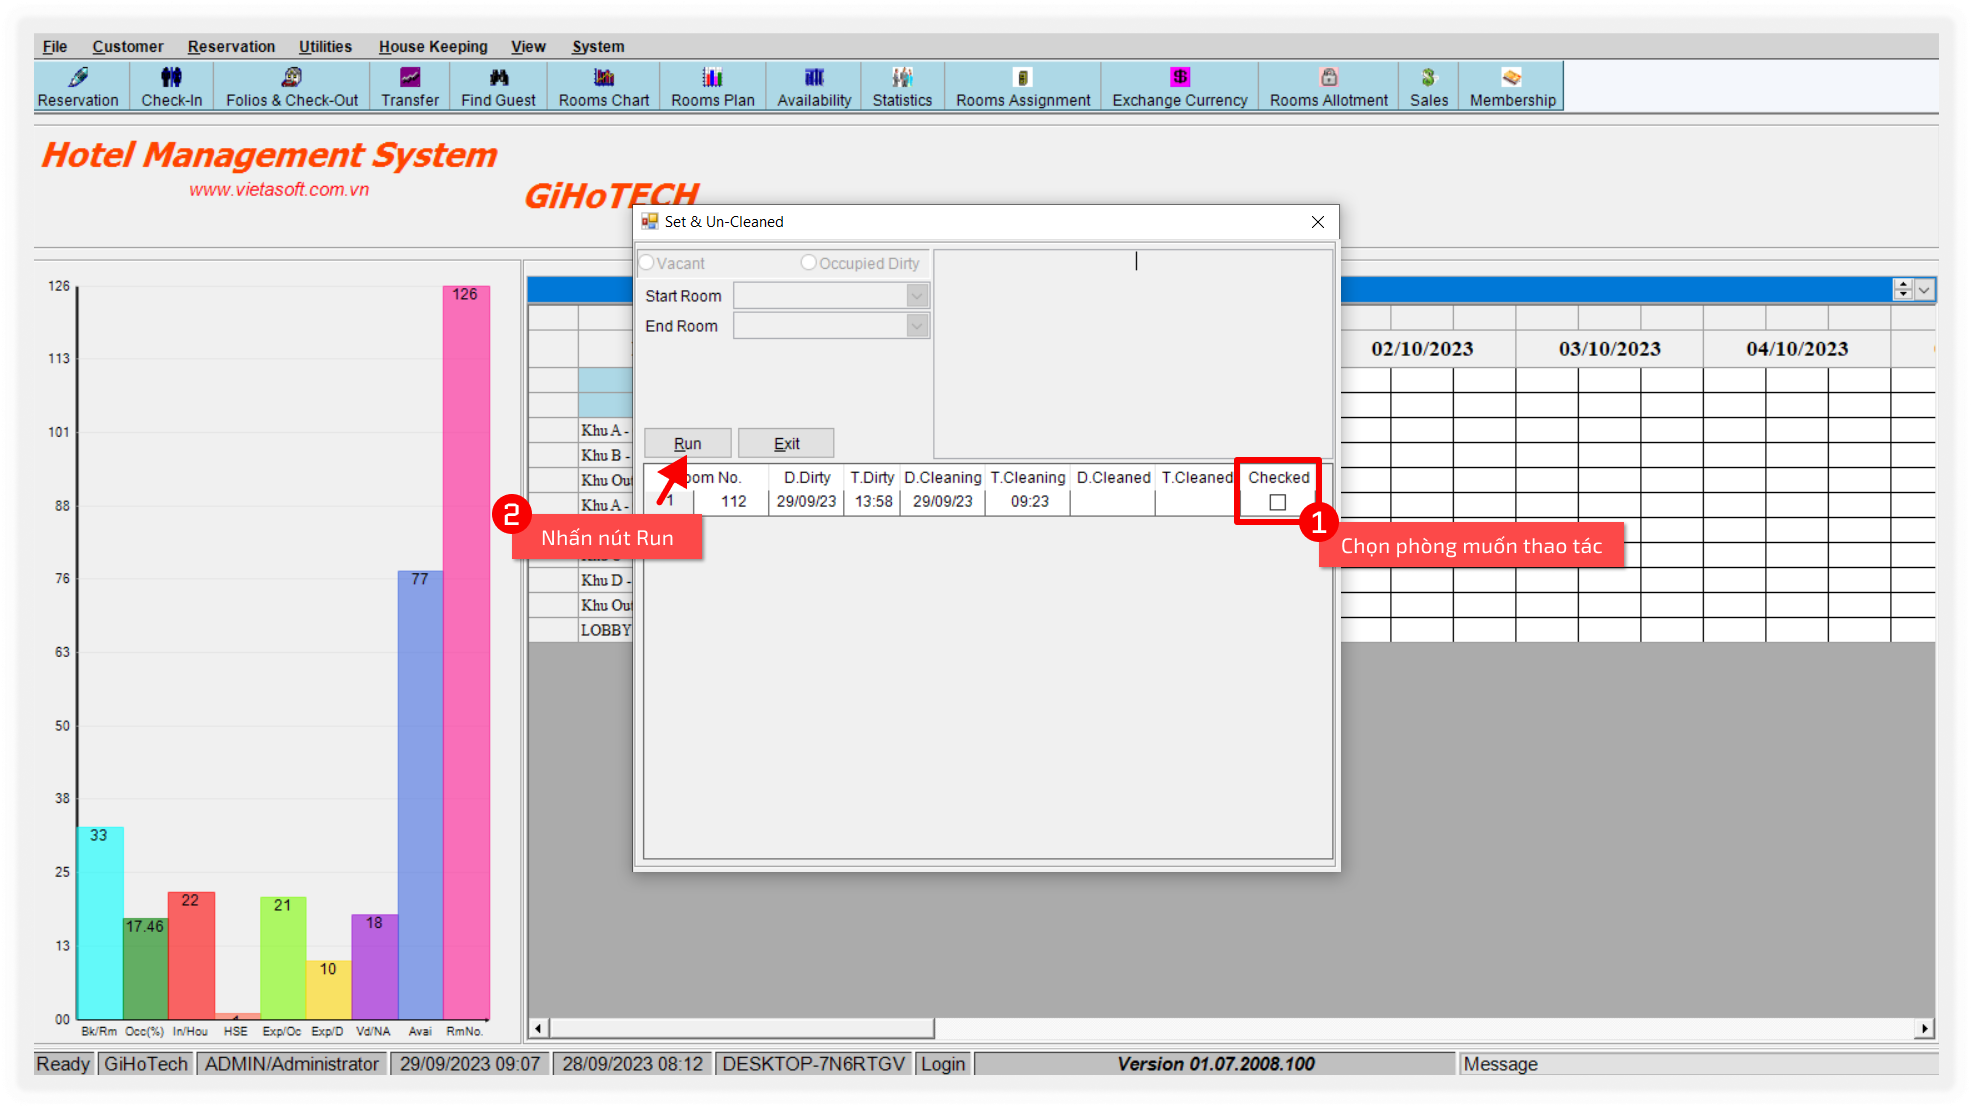 File Customer Reservation Utilities House Keeping View System
Reservation Check-In Folios & Check-Out Transfer Find Guest Rooms Chart Rooms Plan Availability Statistics Rooms Assignment Exchange Currency Rooms Allotment Sales Membership
Hotel Management System
www.vietasoft.com.vn
GiHoTECH
Set & Un-Cleaned
Vacant Occupied Dirty
Start Room
End Room
Run Exit
oom No. D.Dirty T.Dirty D.Cleaning T.Cleaning D.Cleaned T.Cleaned Checked
1 112 29/09/23 13:58 29/09/23 09:23
2 Nhấn nút Run
1 Chọn phòng muốn thao tác
02/10/2023 03/10/2023 04/10/2023
Khu A -
Khu B -
Khu Out
Khu A -
Khu D -
Khu Out
LOBBY
126
113
101
88
76
63
50
38
25
13
00
33
17.46
22
21
10
18
77
126
Bk/Rm Occ(%) In/Hou HSE Exp/Oc Exp/D Vd/NA Avai RmNo.
Ready GiHoTech ADMIN/Administrator 29/09/2023 09:07 28/09/2023 08:12 DESKTOP-7N6RTGV Login Version 01.07.2008.100 Message